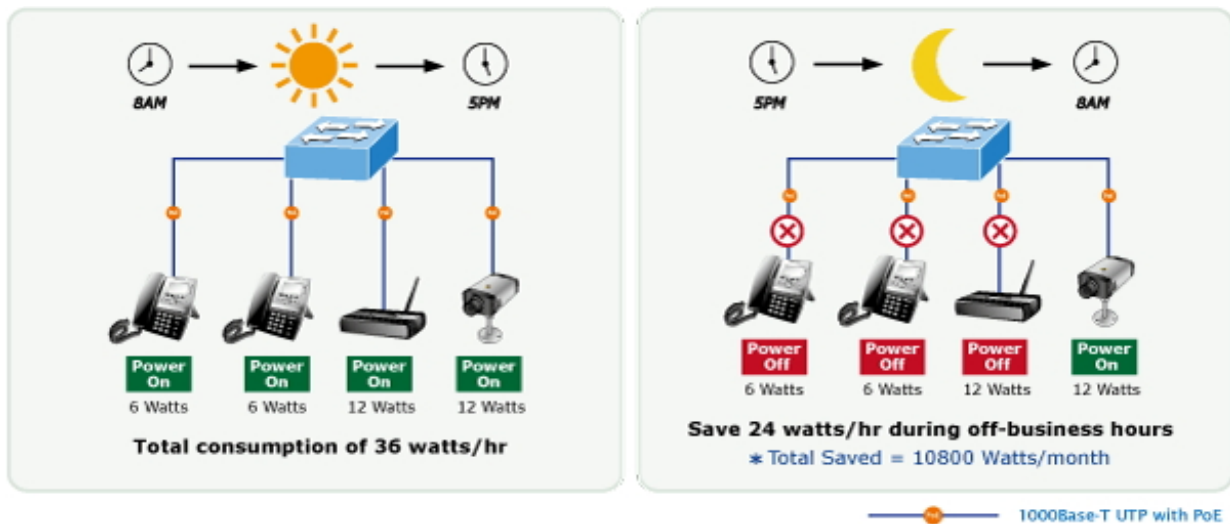 8AM
5PM
Power On
6 Watts
Power On
6 Watts
Power On
12 Watts
Power On
12 Watts
Total consumption of 36 watts/hr
5PM
8AM
Power Off
6 Watts
Power Off
6 Watts
Power Off
12 Watts
Power On
12 Watts
Save 24 watts/hr during off-business hours
* Total Saved = 10800 Watts/month
PoE 1000Base-T UTP with PoE